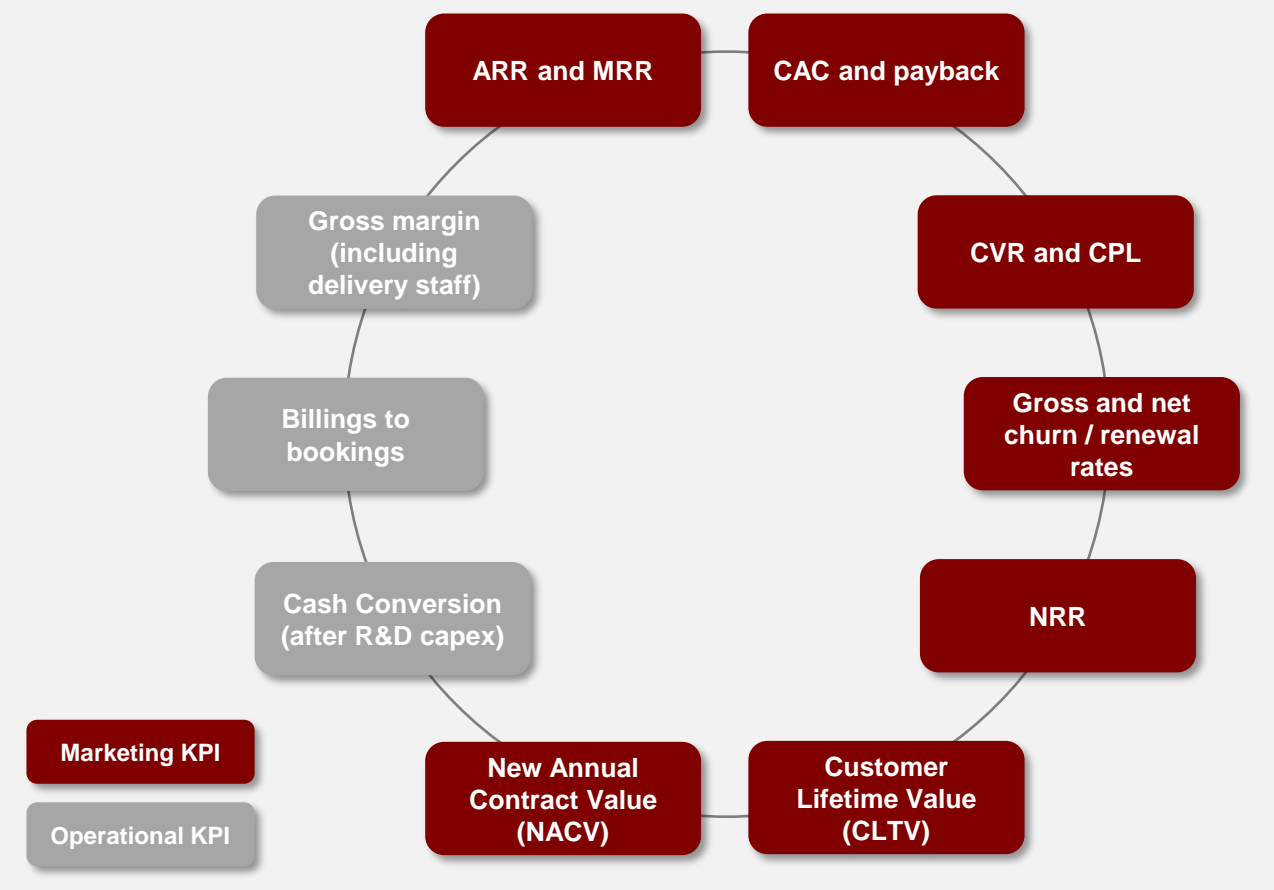 ARR and MRR
CAC and payback
Gross margin
(including
delivery staff)
CVR and CPL
Billings to
bookings
Gross and net
churn / renewal
rates
Cash Conversion
(after R&D capex)
NRR
New Annual
Contract Value
(NACV)
Customer
Lifetime Value
(CLTV)
Marketing KPI
Operational KPI